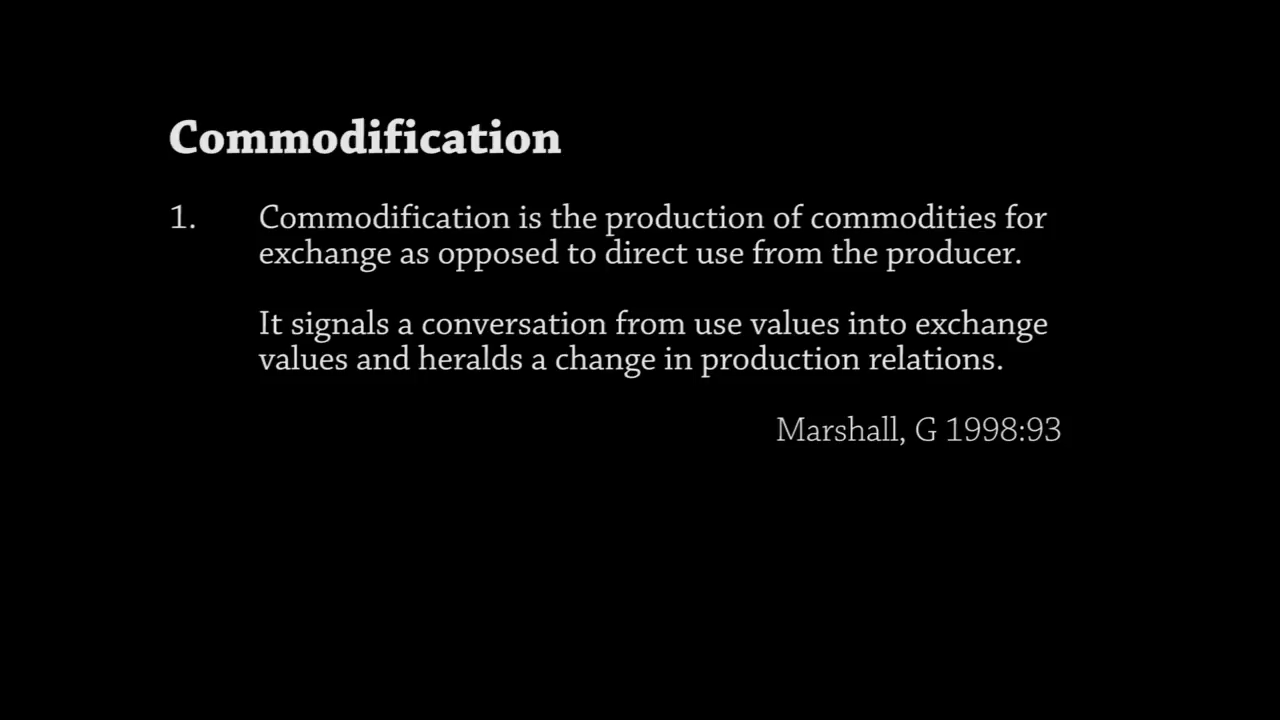 Commodification
1. Commodification is the production of commodities for
exchange as opposed to direct use from the producer.
It signals a conversation from use values into exchange
values and heralds a change in production relations.
Marshall, G 1998:93